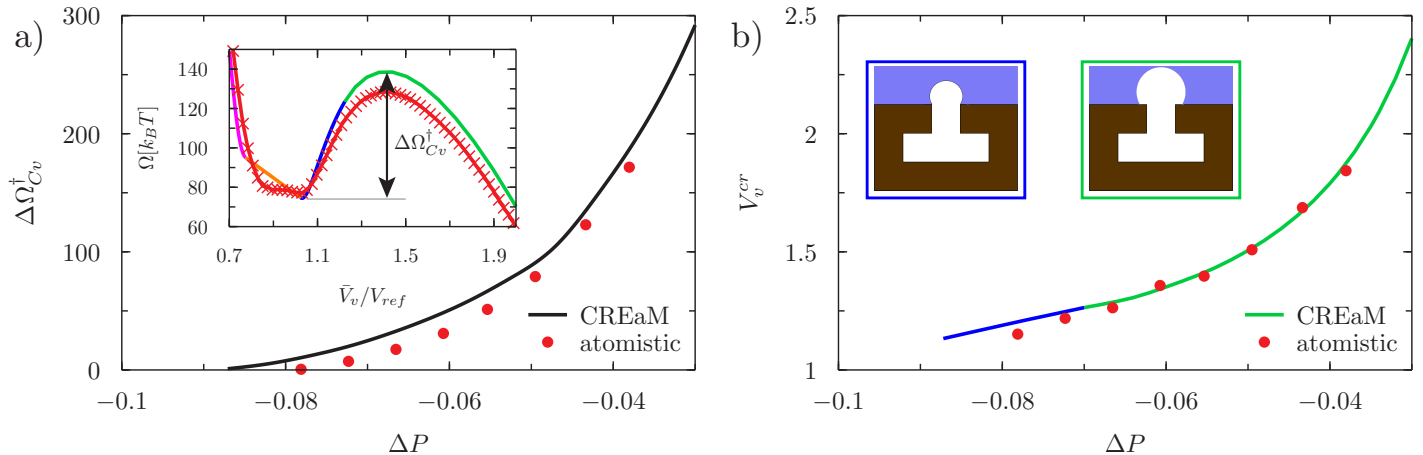 a)
300
200
100
0
ΔΩ†Cv
−0.1
−0.08
−0.06
−0.04
ΔP
CREaM
atomistic
140
120
100
80
60
Ω[kBT]
ΔΩ†Cv
0.7
1.1
1.5
1.9
V̄v/Vref
b)
2.5
2
1.5
1
Vvcr
−0.1
−0.08
−0.06
−0.04
ΔP
CREaM
atomistic